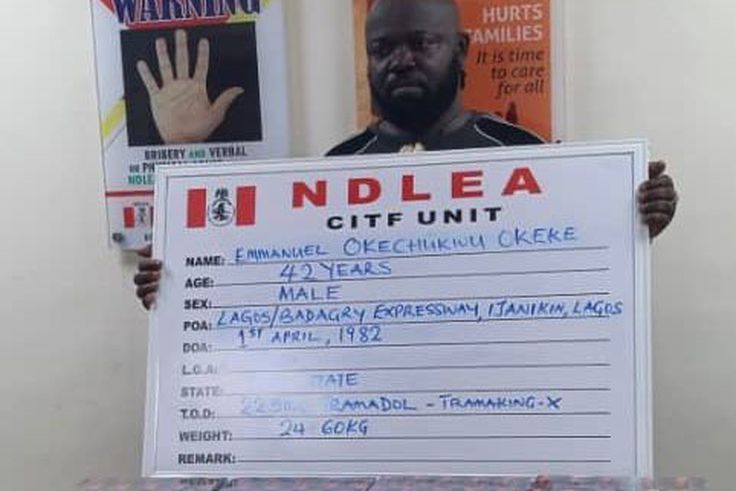 WARNING
BRIBERY AND VERBAL
NDLE
HURTS
FAMILIES
It is time
to care
for all
NDLEA
CITF UNIT
NAME: EMMANUEL OKECHUKWU OKEKE
AGE: 42 YEARS
SEX: MALE
POA: LAGOS/BADAGRY EXPRESSWAY, IJANIKIN, LAGOS
DOA: 1ST APRIL, 1982
L.G.A:
STATE: TATE
T.O.D: TRAMADOL - TRAMAKING-X
WEIGHT: 24 60KG
REMARK: